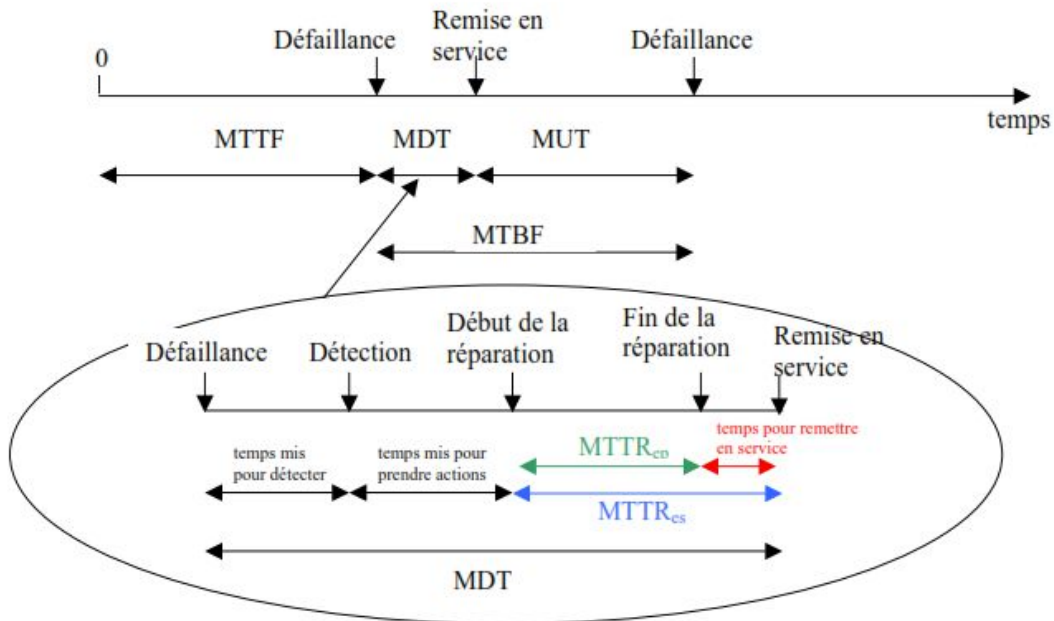 Remise en
service
Défaillance
Défaillance
0
temps
MTTF
MDT
MUT
MTBF
Début de la
réparation
Fin de la
réparation
Remise en
service
Défaillance
Détection
temps mis
pour détecter
temps mis pour
prendre actions
MTTRep
temps pour remettre
en service
MTTRes
MDT